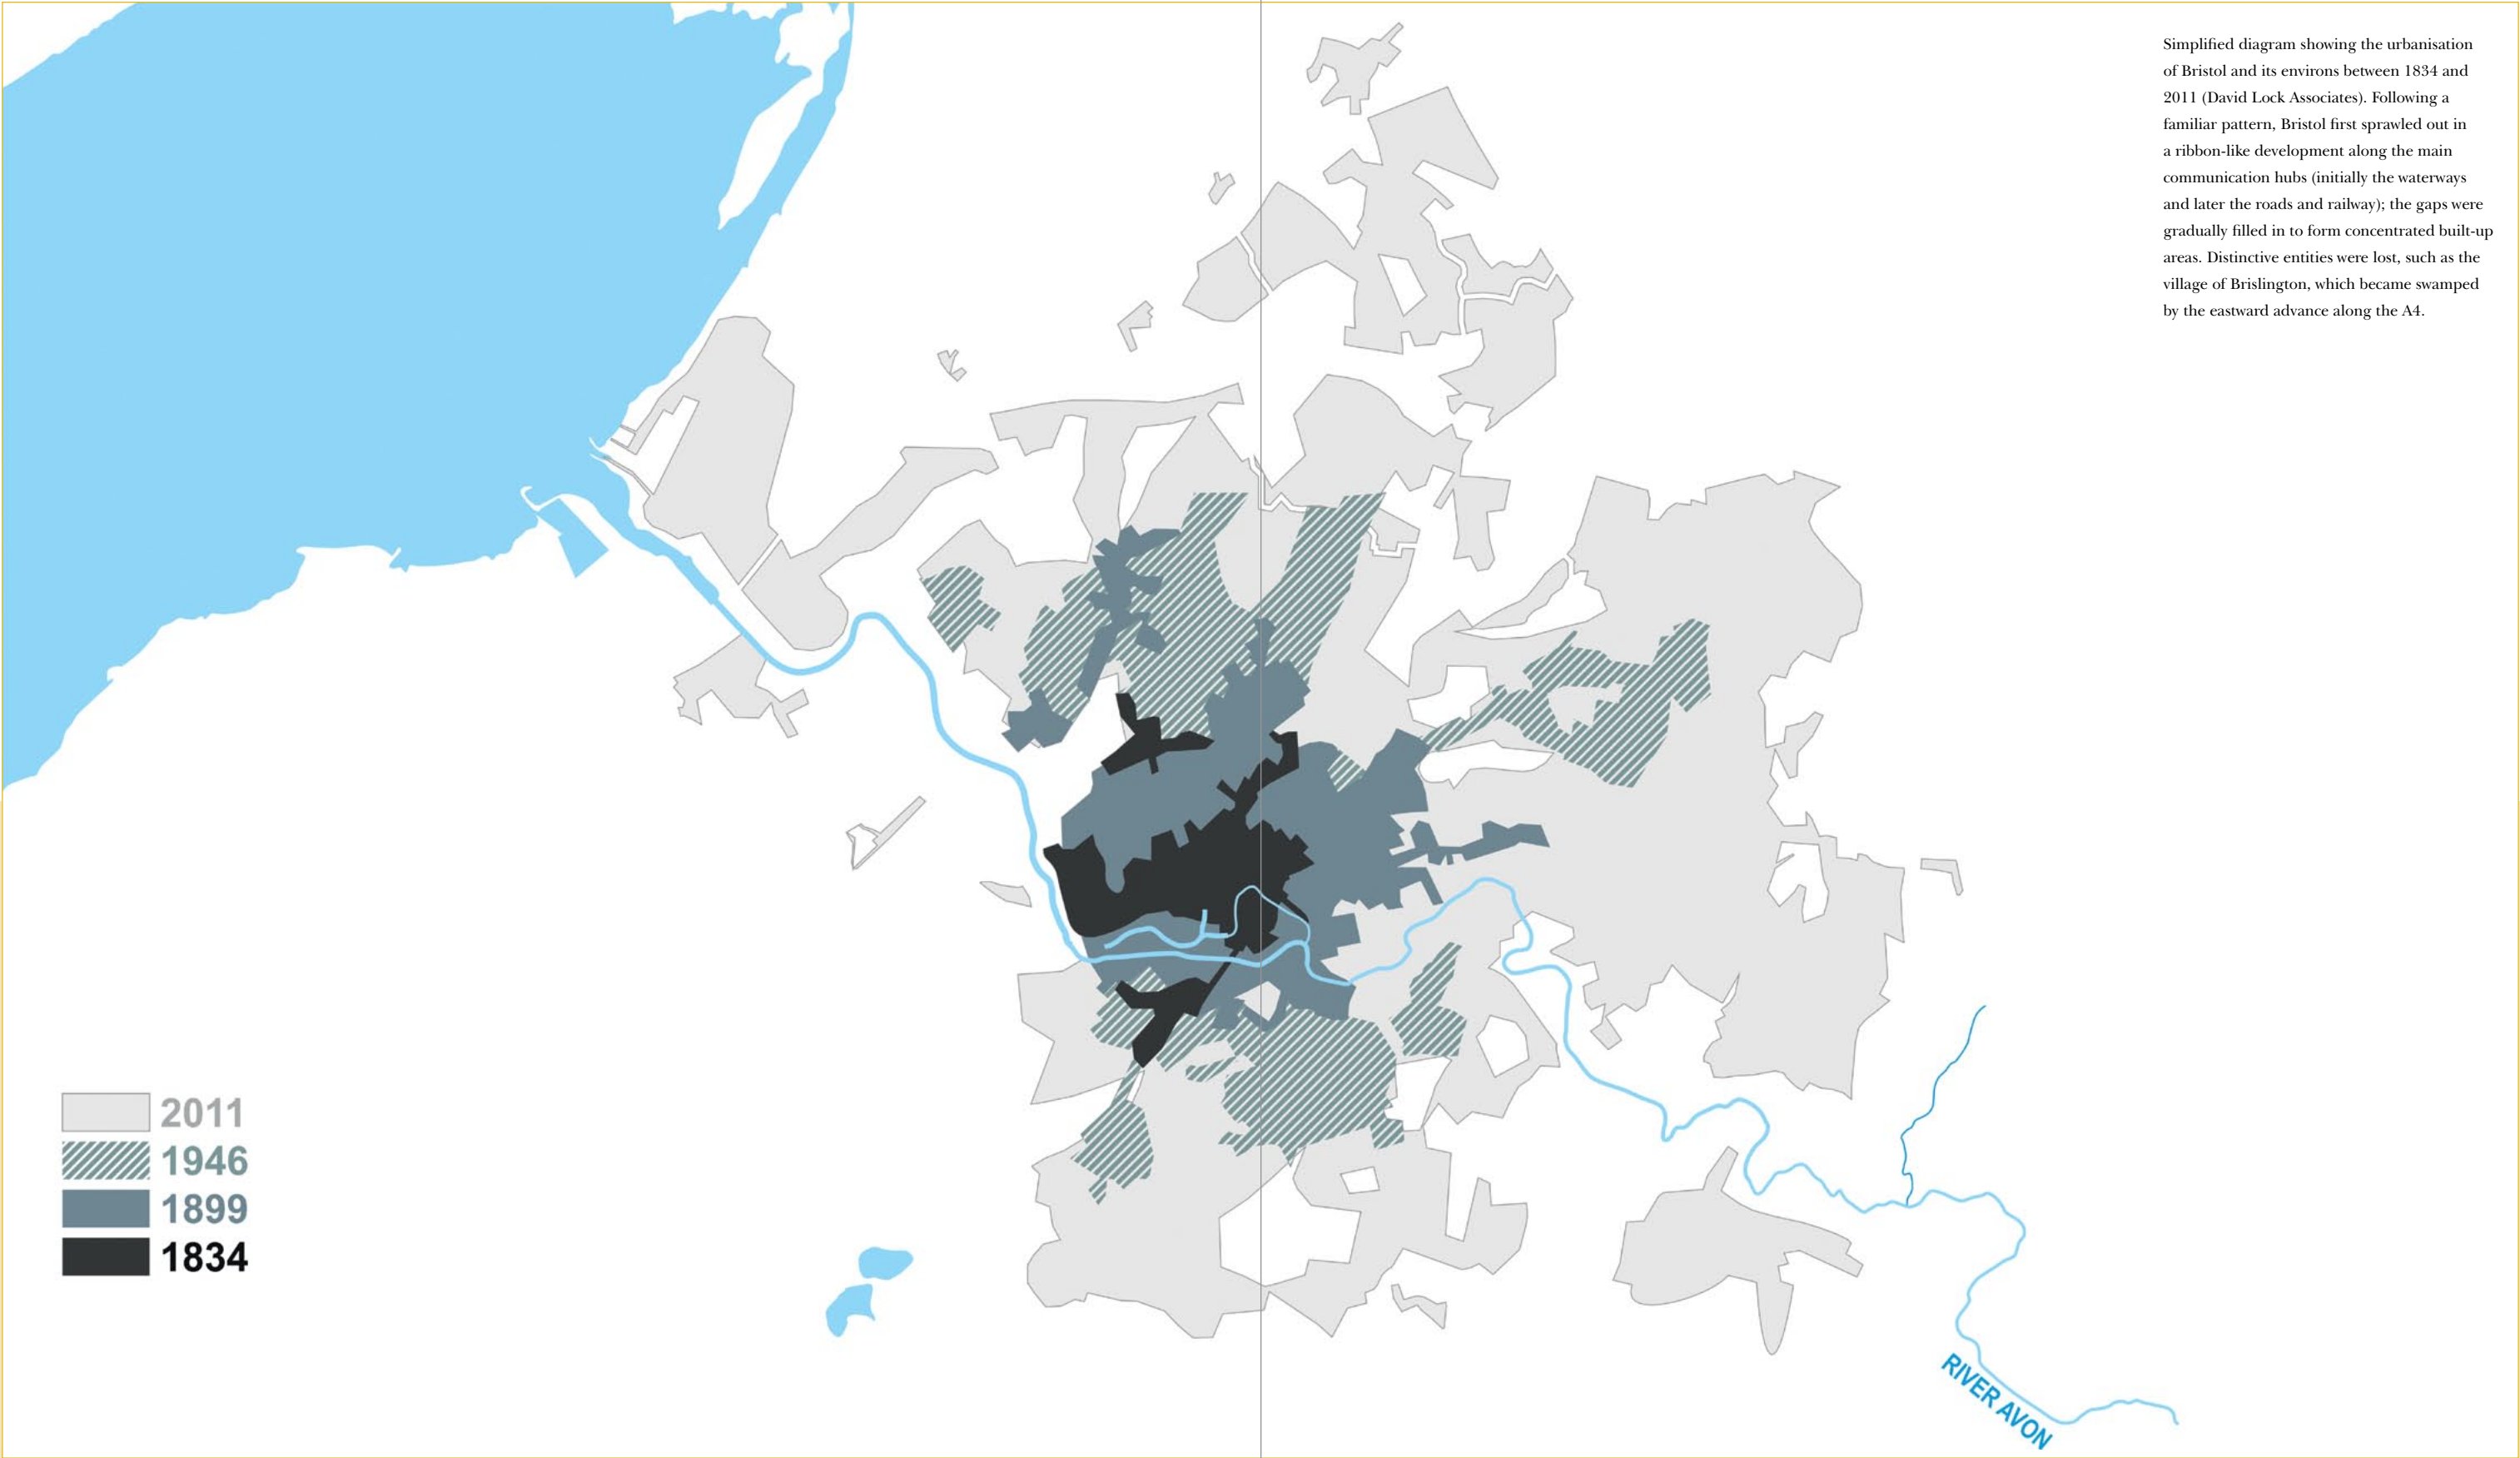 Simplified diagram showing the urbanisation
of Bristol and its environs between 1834 and
2011 (David Lock Associates). Following a
familiar pattern, Bristol first sprawled out in
a ribbon-like development along the main
communication hubs (initially the waterways
and later the roads and railway); the gaps were
gradually filled in to form concentrated built-up
areas. Distinctive entities were lost, such as the
village of Brislington, which became swamped
by the eastward advance along the A4.
2011
1946
1899
1834
RIVER AVON